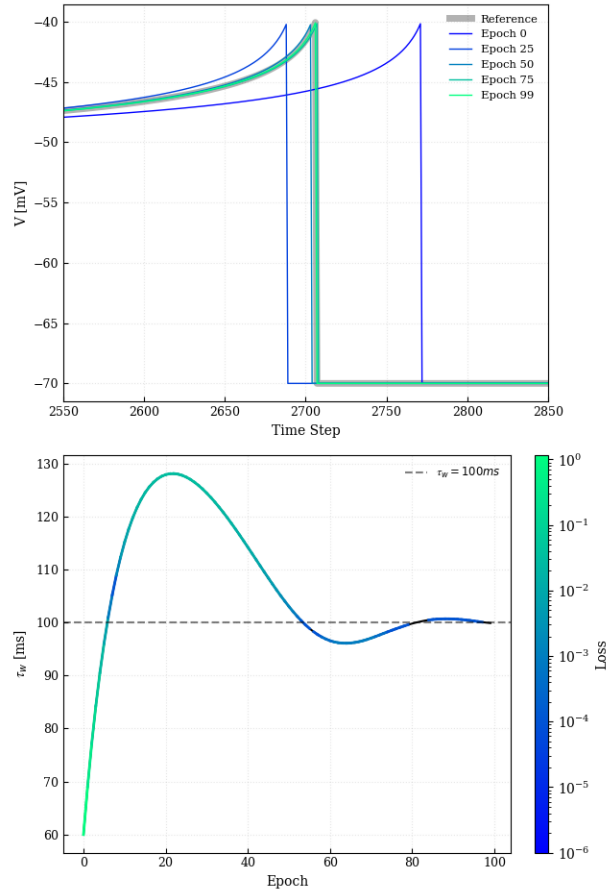 −40
−45
−50
−55
−60
−65
−70
V [mV]
Reference
Epoch 0
Epoch 25
Epoch 50
Epoch 75
Epoch 99
2550 2600 2650 2700 2750 2800 2850
Time Step
130
120
110
100
90
80
70
60
τ_w [ms]
τ_w = 100ms
0 20 40 60 80 100
Epoch
10^0
10^−1
10^−2
10^−3
10^−4
10^−5
10^−6
Loss